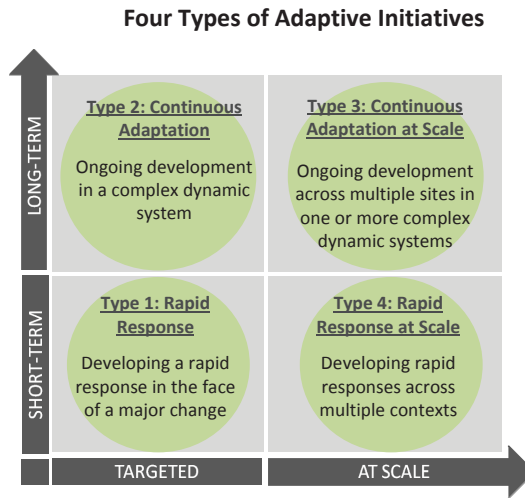 Four Types of Adaptive Initiatives
LONG-TERM
Type 2: Continuous
Adaptation
Ongoing development
in a complex dynamic
system
Type 3: Continuous
Adaptation at Scale
Ongoing development
across multiple sites in
one or more complex
dynamic systems
SHORT-TERM
Type 1: Rapid
Response
Developing a rapid
response in the face
of a major change
Type 4: Rapid
Response at Scale
Developing rapid
responses across
multiple contexts
TARGETED
AT SCALE